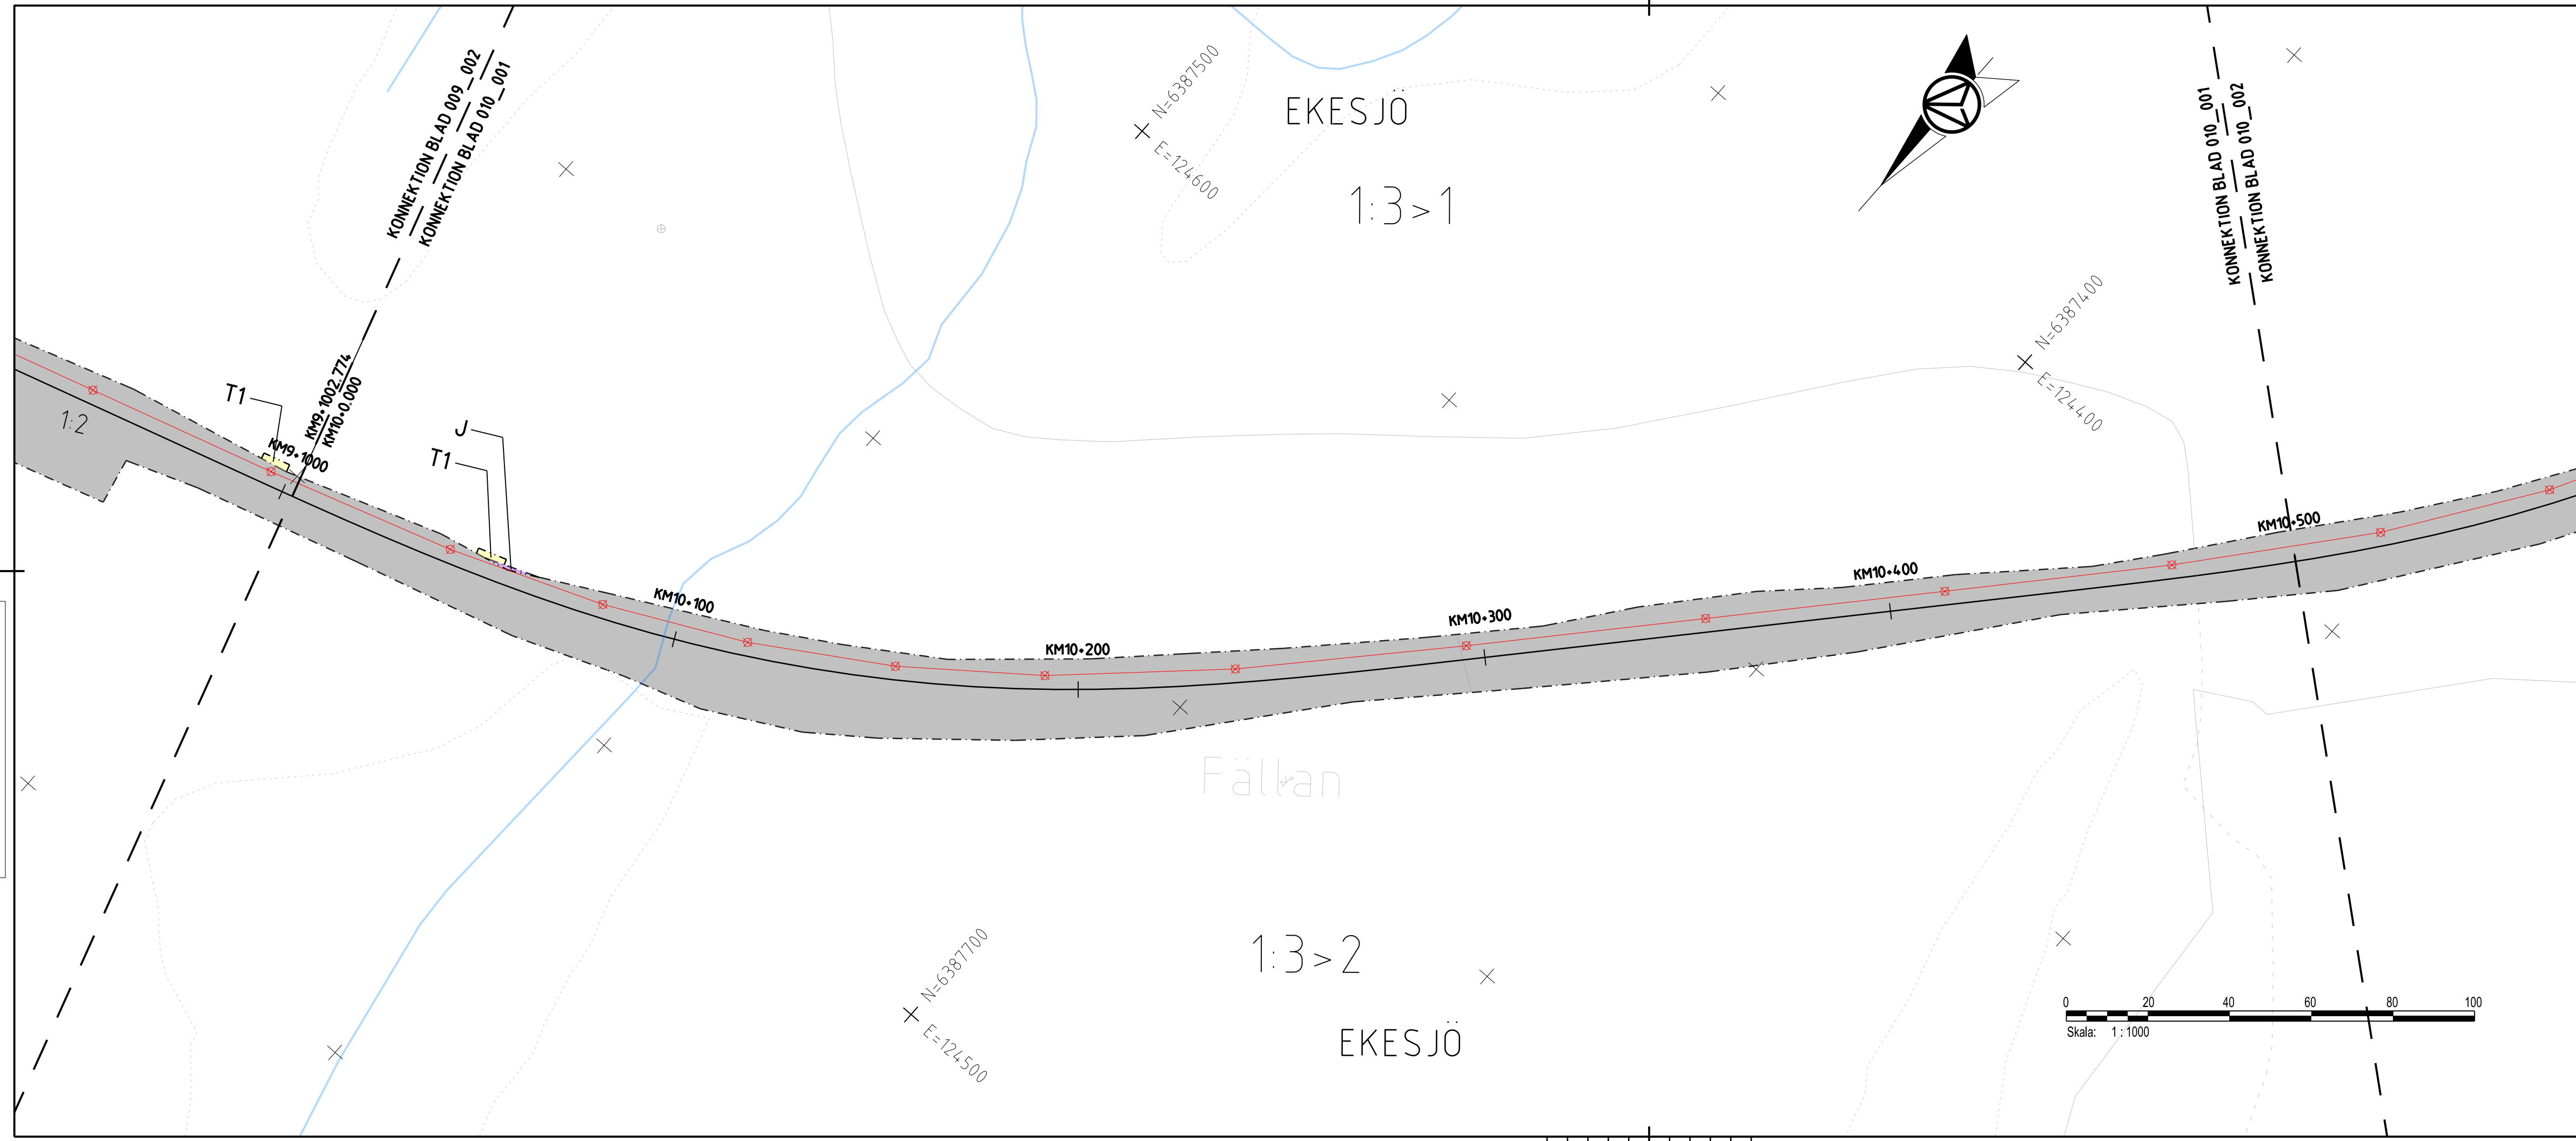 KONNEKTION BLAD 009_002
KONNEKTION BLAD 010_001
N=6387500
E=124600
EKESJÖ
1:3>1
KONNEKTION BLAD 010_001
KONNEKTION BLAD 010_002
N=6387400
E=124400
T1
1:2
KM9+1002.774
KM10+0.000
KM9+1000
J
T1
KM10+100
KM10+200
KM10+300
KM10+400
KM10+500
Fällan
1:3>2
N=6387700
E=124500
EKESJÖ
0 20 40 60 80 100
Skala: 1 : 1000